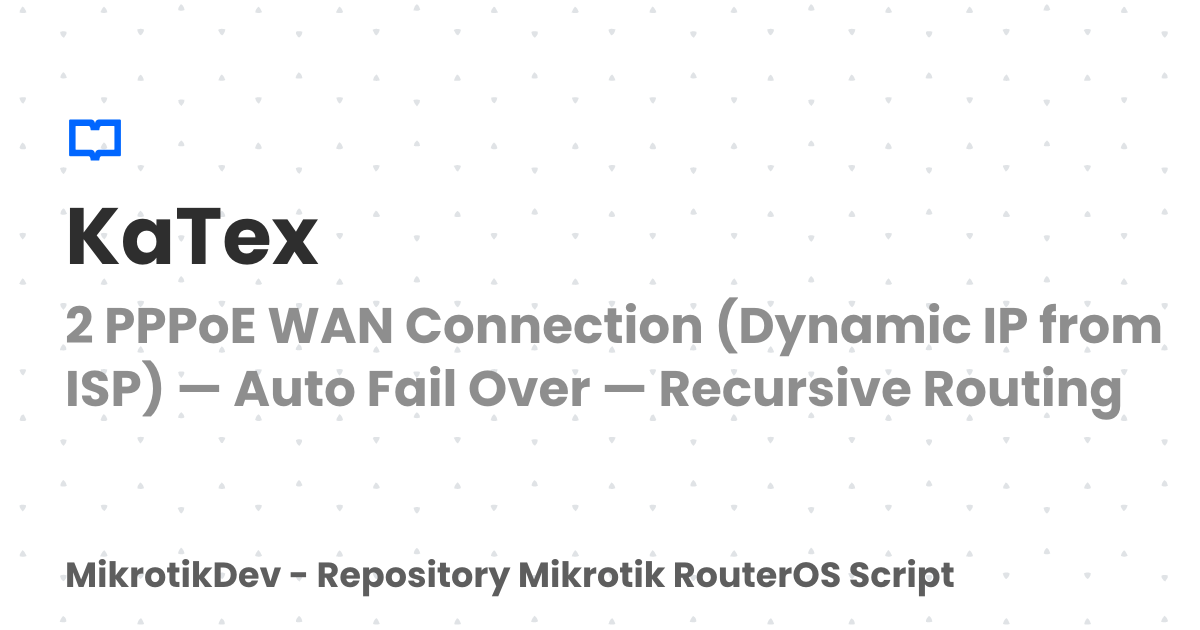 KaTex
2 PPPoE WAN Connection (Dynamic IP from
ISP) — Auto Fail Over — Recursive Routing
MikrotikDev - Repository Mikrotik RouterOS Script